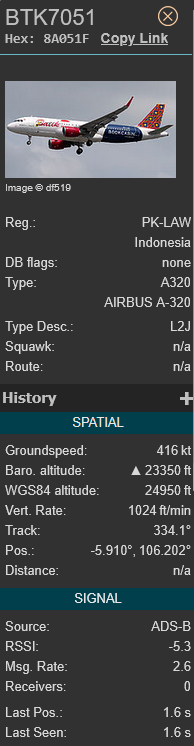 BTK7051
Hex: 8A051F Copy Link
Batik
BOOKCABIN
Image © df519
Reg.: PK-LAW
Indonesia
DB flags: none
Type: A320
AIRBUS A-320
Type Desc.: L2J
Squawk: n/a
Route: n/a
History +
SPATIAL
Groundspeed: 416 kt
Baro. altitude: ▲ 23350 ft
WGS84 altitude: 24950 ft
Vert. Rate: 1024 ft/min
Track: 334.1°
Pos.: -5.910°, 106.202°
Distance: n/a
SIGNAL
Source: ADS-B
RSSI: -5.3
Msg. Rate: 2.6
Receivers: 0
Last Pos.: 1.6 s
Last Seen: 1.6 s